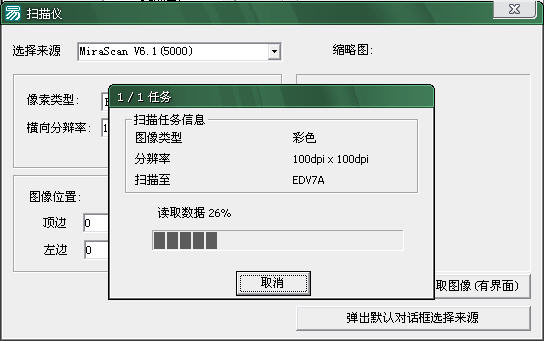 易 扫描仪
选择来源 MiraScan V6.1(5000) 缩略图:
像素类型:
横向分辨率: 1
图像位置:
顶边 0
左边 0
1 / 1 任务
扫描任务信息
图像类型 彩色
分辨率 100dpi x 100dpi
扫描至 EDV7A
读取数据 26%
取消
取图像(有界面)
弹出默认对话框选择来源